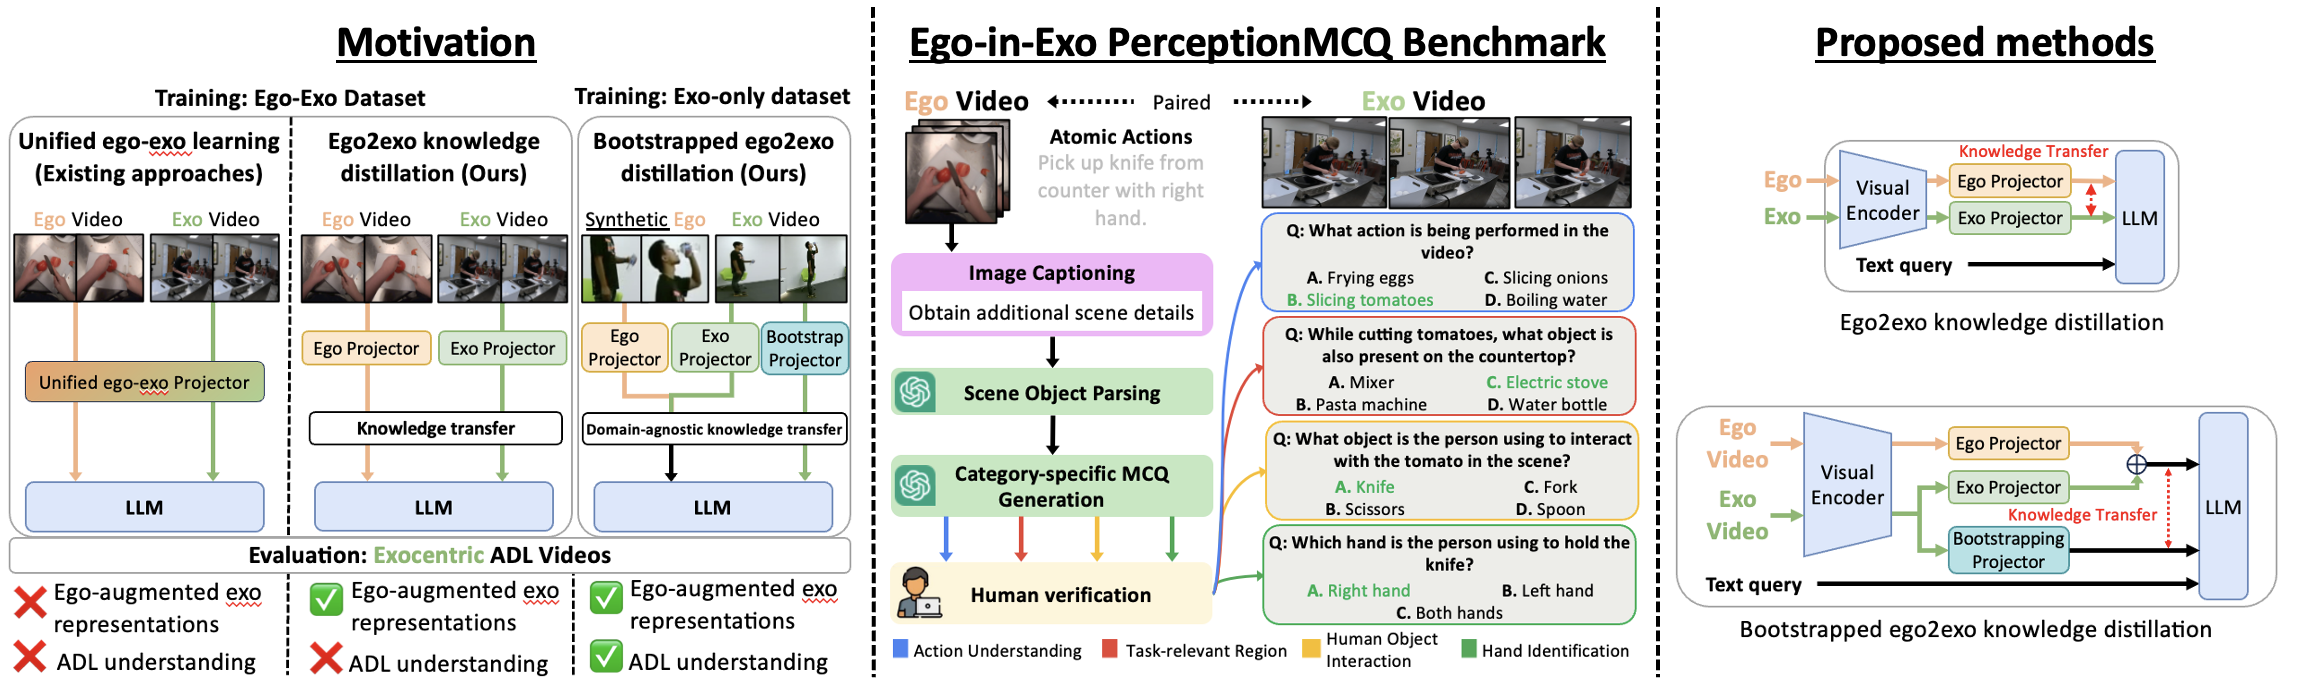 Motivation
Training: Ego-Exo Dataset
Training: Exo-only dataset
Unified ego-exo learning
(Existing approaches)
Ego2exo knowledge
distillation (Ours)
Bootstrapped ego2exo
distillation (Ours)
Ego Video
Exo Video
Ego Video
Exo Video
Synthetic Ego
Exo Video
Unified ego-exo Projector
Ego Projector
Exo Projector
Ego
Projector
Exo
Projector
Bootstrap
Projector
Knowledge transfer
Domain-agnostic knowledge transfer
LLM
LLM
LLM
Evaluation: Exocentric ADL Videos
Ego-augmented exo
representations
ADL understanding
Ego-augmented exo
representations
ADL understanding
Ego-augmented exo
representations
ADL understanding
Ego-in-Exo PerceptionMCQ Benchmark
Ego Video
Paired
Exo Video
Atomic Actions
Pick up knife from
counter with right
hand.
Image Captioning
Obtain additional scene details
Scene Object Parsing
Category-specific MCQ
Generation
Human verification
Q: What action is being performed in the
video?
A. Frying eggs
C. Slicing onions
B. Slicing tomatoes
D. Boiling water
Q: While cutting tomatoes, what object is
also present on the countertop?
A. Mixer
C. Electric stove
B. Pasta machine
D. Water bottle
Q: What object is the person using to interact
with the tomato in the scene?
A. Knife
C. Fork
B. Scissors
D. Spoon
Q: Which hand is the person using to hold the
knife?
A. Right hand
B. Left hand
C. Both hands
Action Understanding
Task-relevant Region
Human Object
Interaction
Hand Identification
Proposed methods
Knowledge Transfer
Ego
Exo
Visual
Encoder
Ego Projector
Exo Projector
LLM
Text query
Ego2exo knowledge distillation
Ego
Video
Exo
Video
Visual
Encoder
Ego Projector
Exo Projector
Knowledge Transfer
Bootstrapping
Projector
LLM
Text query
Bootstrapped ego2exo knowledge distillation